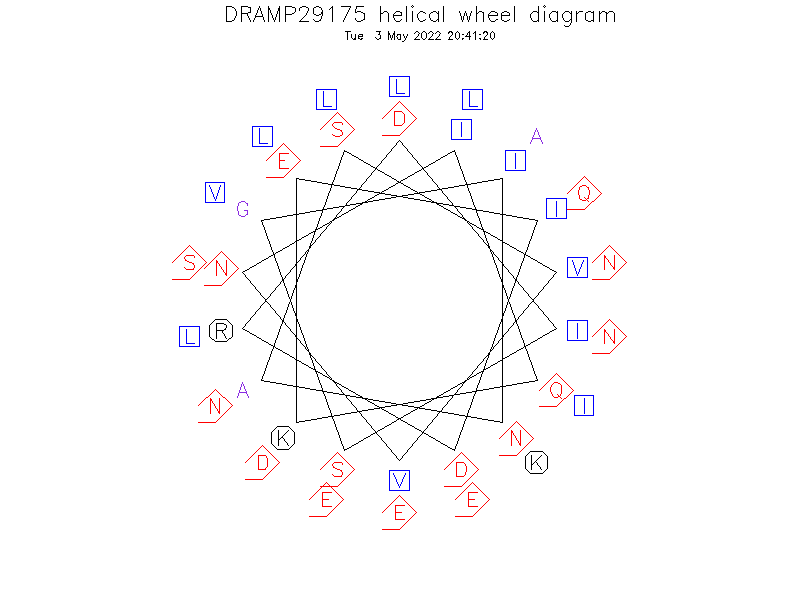 DRAMP29175 helical wheel diagram
Tue 3 May 2022 20:41:20
L
L L
S D I
L A
E I
V Q
G I
S N V N
L R I N
N A Q I
K N
D K
S V D
E E E